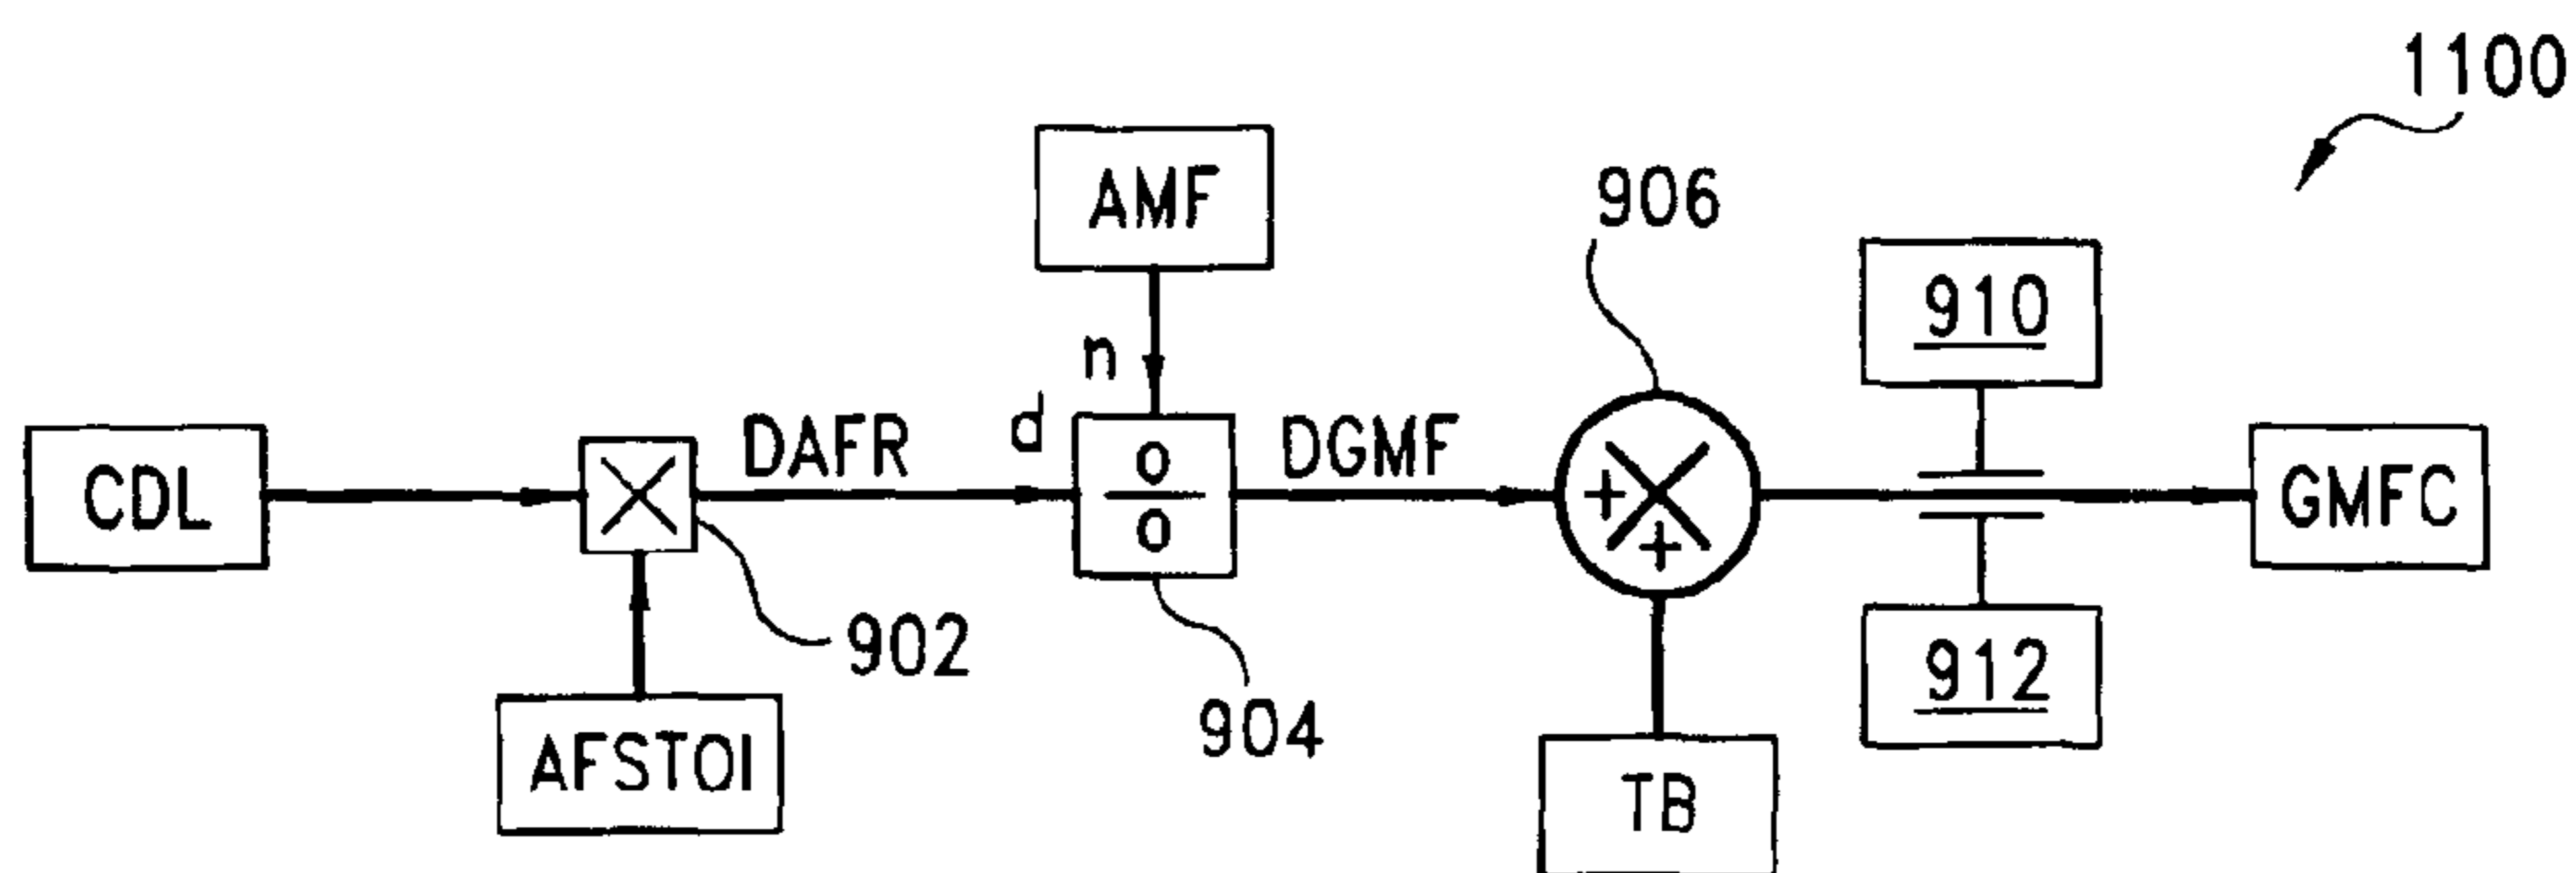 1100
AMF
906
910
n
d
CDL
DAFR
DGMF
GMFC
902
912
904
AFSTOI
TB